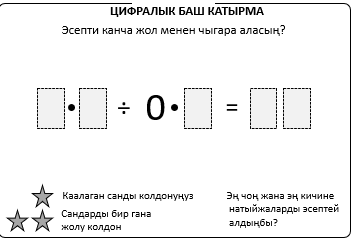 ЦИФРАЛЫК БАШ КАТЫРМА
Эсепти канча жол менен чыгара аласың?
• ÷ 0 • =
Каалаган санды колдонуңуз
Сандарды бир гана
жолу колдон
Эң чоң жана эң кичине
натыйжаларды эсептей
алдыңбы?